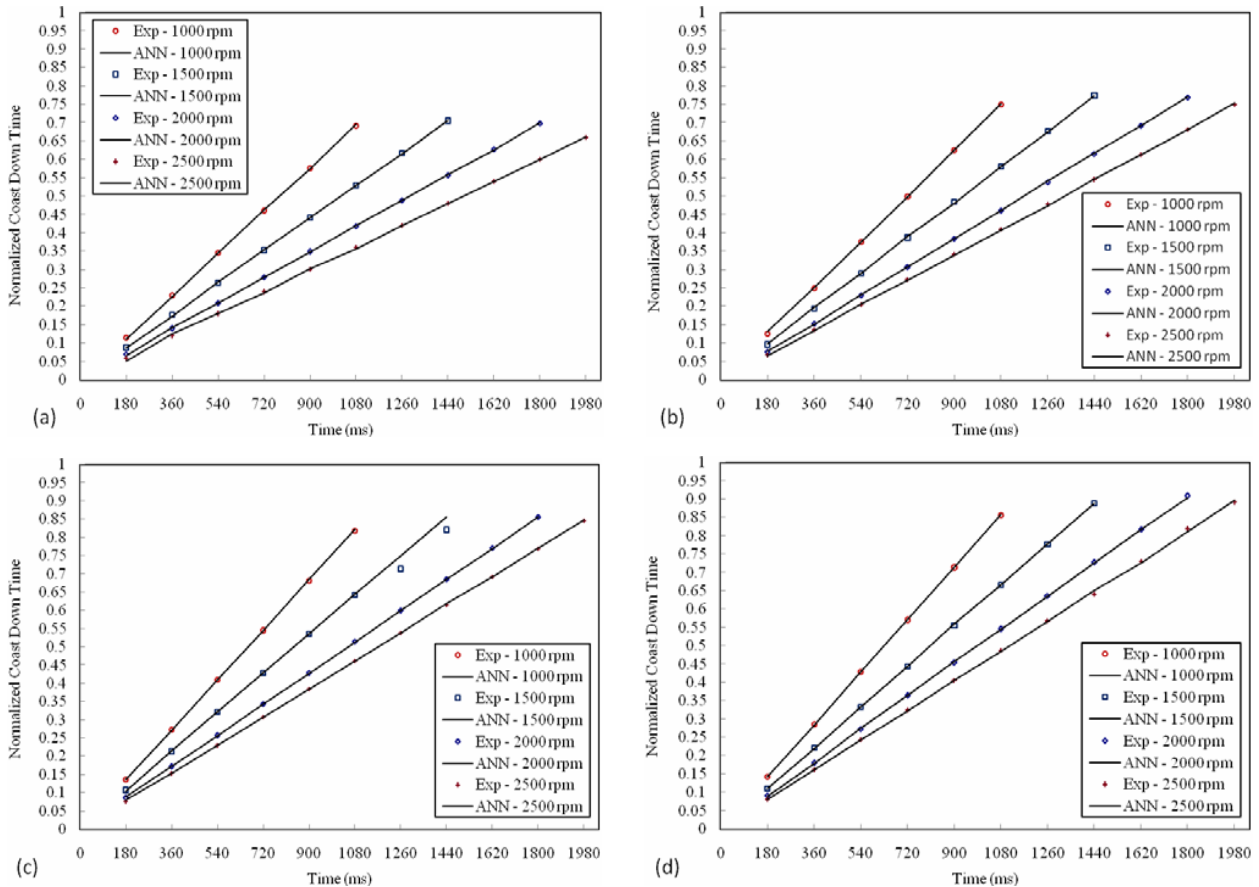 1
0.95
0.9
0.85
0.8
0.75
0.7
0.65
0.6
0.55
0.5
0.45
0.4
0.35
0.3
0.25
0.2
0.15
0.1
0.05
0
Normalized Coast Down Time
Exp - 1000 rpm
ANN - 1000 rpm
Exp - 1500 rpm
ANN - 1500 rpm
Exp - 2000 rpm
ANN - 2000 rpm
Exp - 2500 rpm
ANN - 2500 rpm
0 180 360 540 720 900 1080 1260 1440 1620 1800 1980
Time (ms)
(a)
1
0.95
0.9
0.85
0.8
0.75
0.7
0.65
0.6
0.55
0.5
0.45
0.4
0.35
0.3
0.25
0.2
0.15
0.1
0.05
0
Normalized Coast Down Time
Exp - 1000 rpm
ANN - 1000 rpm
Exp - 1500 rpm
ANN - 1500 rpm
Exp - 2000 rpm
ANN - 2000 rpm
Exp - 2500 rpm
ANN - 2500 rpm
0 180 360 540 720 900 1080 1260 1440 1620 1800 1980
Time (ms)
(b)
1
0.95
0.9
0.85
0.8
0.75
0.7
0.65
0.6
0.55
0.5
0.45
0.4
0.35
0.3
0.25
0.2
0.15
0.1
0.05
0
Normalized Coast Down Time
Exp - 1000 rpm
ANN - 1000 rpm
Exp - 1500 rpm
ANN - 1500 rpm
Exp - 2000 rpm
ANN - 2000 rpm
Exp - 2500 rpm
ANN - 2500 rpm
0 180 360 540 720 900 1080 1260 1440 1620 1800 1980
Time (ms)
(c)
1
0.95
0.9
0.85
0.8
0.75
0.7
0.65
0.6
0.55
0.5
0.45
0.4
0.35
0.3
0.25
0.2
0.15
0.1
0.05
0
Normalized Coast Down Time
Exp - 1000 rpm
ANN - 1000 rpm
Exp - 1500 rpm
ANN - 1500 rpm
Exp - 2000 rpm
ANN - 2000 rpm
Exp - 2500 rpm
ANN - 2500 rpm
0 180 360 540 720 900 1080 1260 1440 1620 1800 1980
Time (ms)
(d)